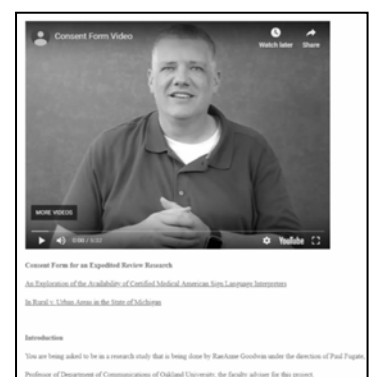 Consent Form Video
Watch later Share
MORE VIDEOS
0:00 / 5:52 YouTube
Consent Form for an Expedited Review Research
An Exploration of the Availability of Certified Medical American Sign Language Interpreters
In Rural v. Urban Areas in the State of Michigan
Introduction
You are being asked to be in a research study that is being done by RaeAnne Goodwin under the direction of Paul Fugate,
Professor of Department of Communications of Oakland University, the faculty adviser for this project.